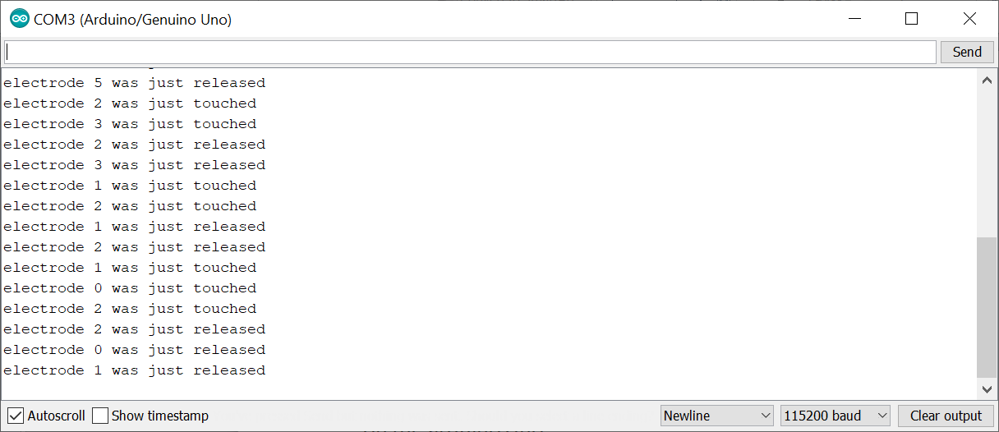 COM3 (Arduino/Genuino Uno)
Send
electrode 5 was just released
electrode 2 was just touched
electrode 3 was just touched
electrode 2 was just released
electrode 3 was just released
electrode 1 was just touched
electrode 2 was just touched
electrode 1 was just released
electrode 2 was just released
electrode 1 was just touched
electrode 0 was just touched
electrode 2 was just touched
electrode 2 was just released
electrode 0 was just released
electrode 1 was just released
Autoscroll Show timestamp Newline 115200 baud Clear output